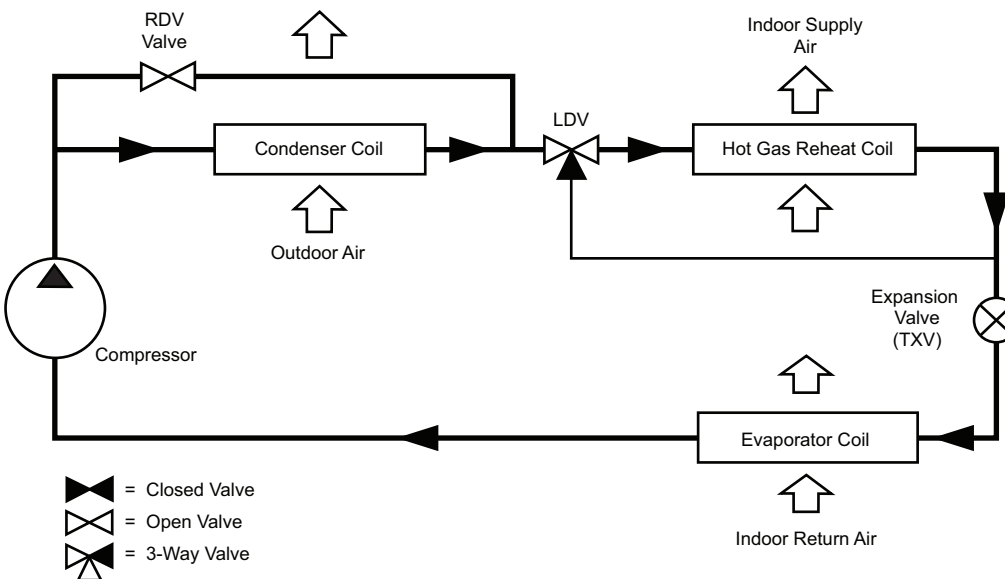 RDV
Valve
Indoor Supply
Air
LDV
Condenser Coil
Hot Gas Reheat Coil
Outdoor Air
Expansion
Valve
(TXV)
Compressor
Evaporator Coil
Indoor Return Air
= Closed Valve
= Open Valve
= 3-Way Valve